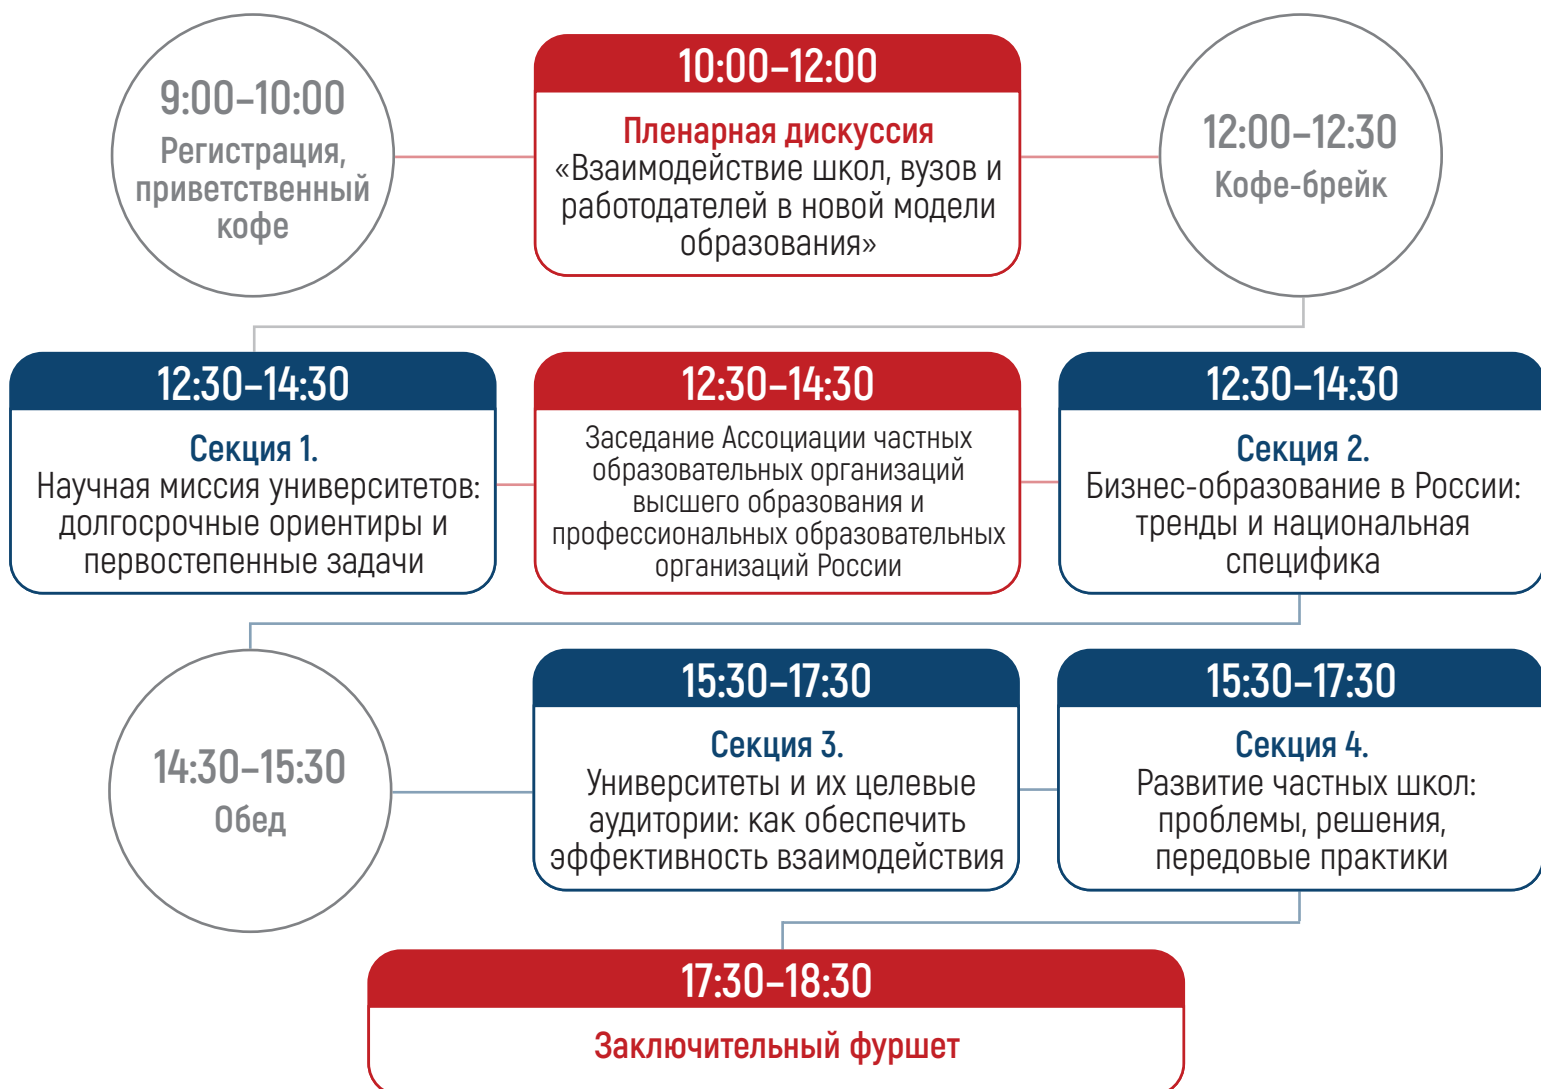 9:00–10:00
Регистрация,
приветственный
кофе
10:00–12:00
Пленарная дискуссия
«Взаимодействие школ, вузов и
работодателей в новой модели
образования»
12:00–12:30
Кофе-брейк
12:30–14:30
Секция 1.
Научная миссия университетов:
долгосрочные ориентиры и
первостепенные задачи
12:30–14:30
Заседание Ассоциации частных
образовательных организаций
высшего образования и
профессиональных образовательных
организаций России
12:30–14:30
Секция 2.
Бизнес-образование в России:
тренды и национальная
специфика
14:30–15:30
Обед
15:30–17:30
Секция 3.
Университеты и их целевые
аудитории: как обеспечить
эффективность взаимодействия
15:30–17:30
Секция 4.
Развитие частных школ:
проблемы, решения,
передовые практики
17:30–18:30
Заключительный фуршет